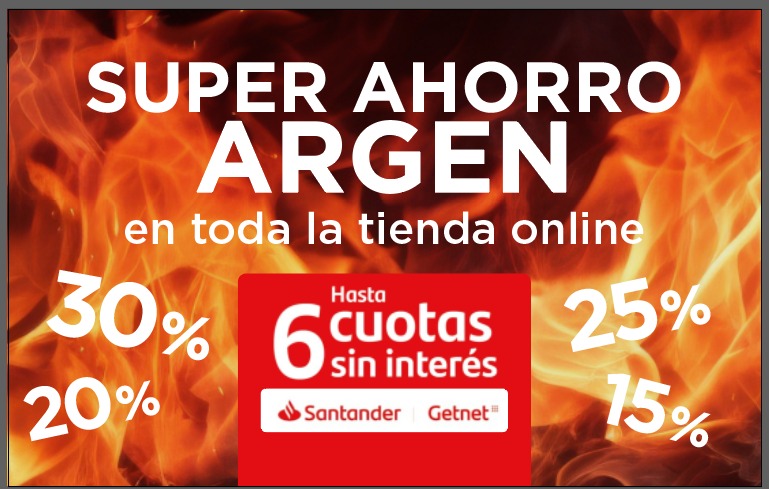 SUPER AHORRO
ARGEN
en toda la tienda online
30%
20%
Hasta
6 cuotas
sin interés
Santander | Getnet
25%
15%